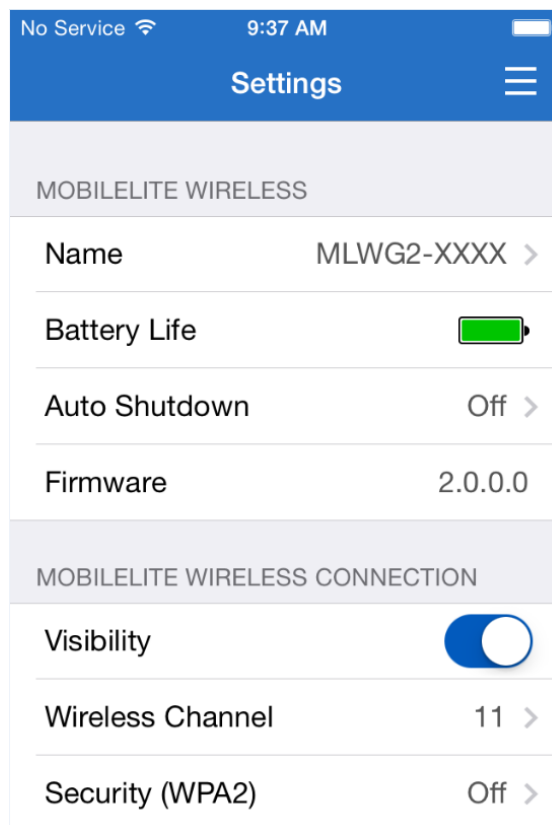 No Service 9:37 AM
Settings
MOBILELITE WIRELESS
Name MLWG2-XXXX
Battery Life
Auto Shutdown Off
Firmware 2.0.0.0
MOBILELITE WIRELESS CONNECTION
Visibility
Wireless Channel 11
Security (WPA2) Off